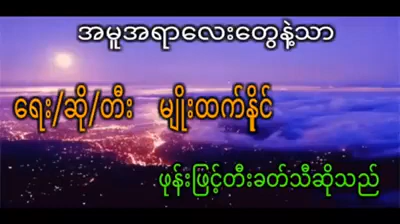 အမူအရာလေးတွေနဲ့သာ
ရေး/ဆို/တီး မျိုးထက်နိုင်
ဖုန်းဖြင့်တီးခတ်သီဆိုသည်